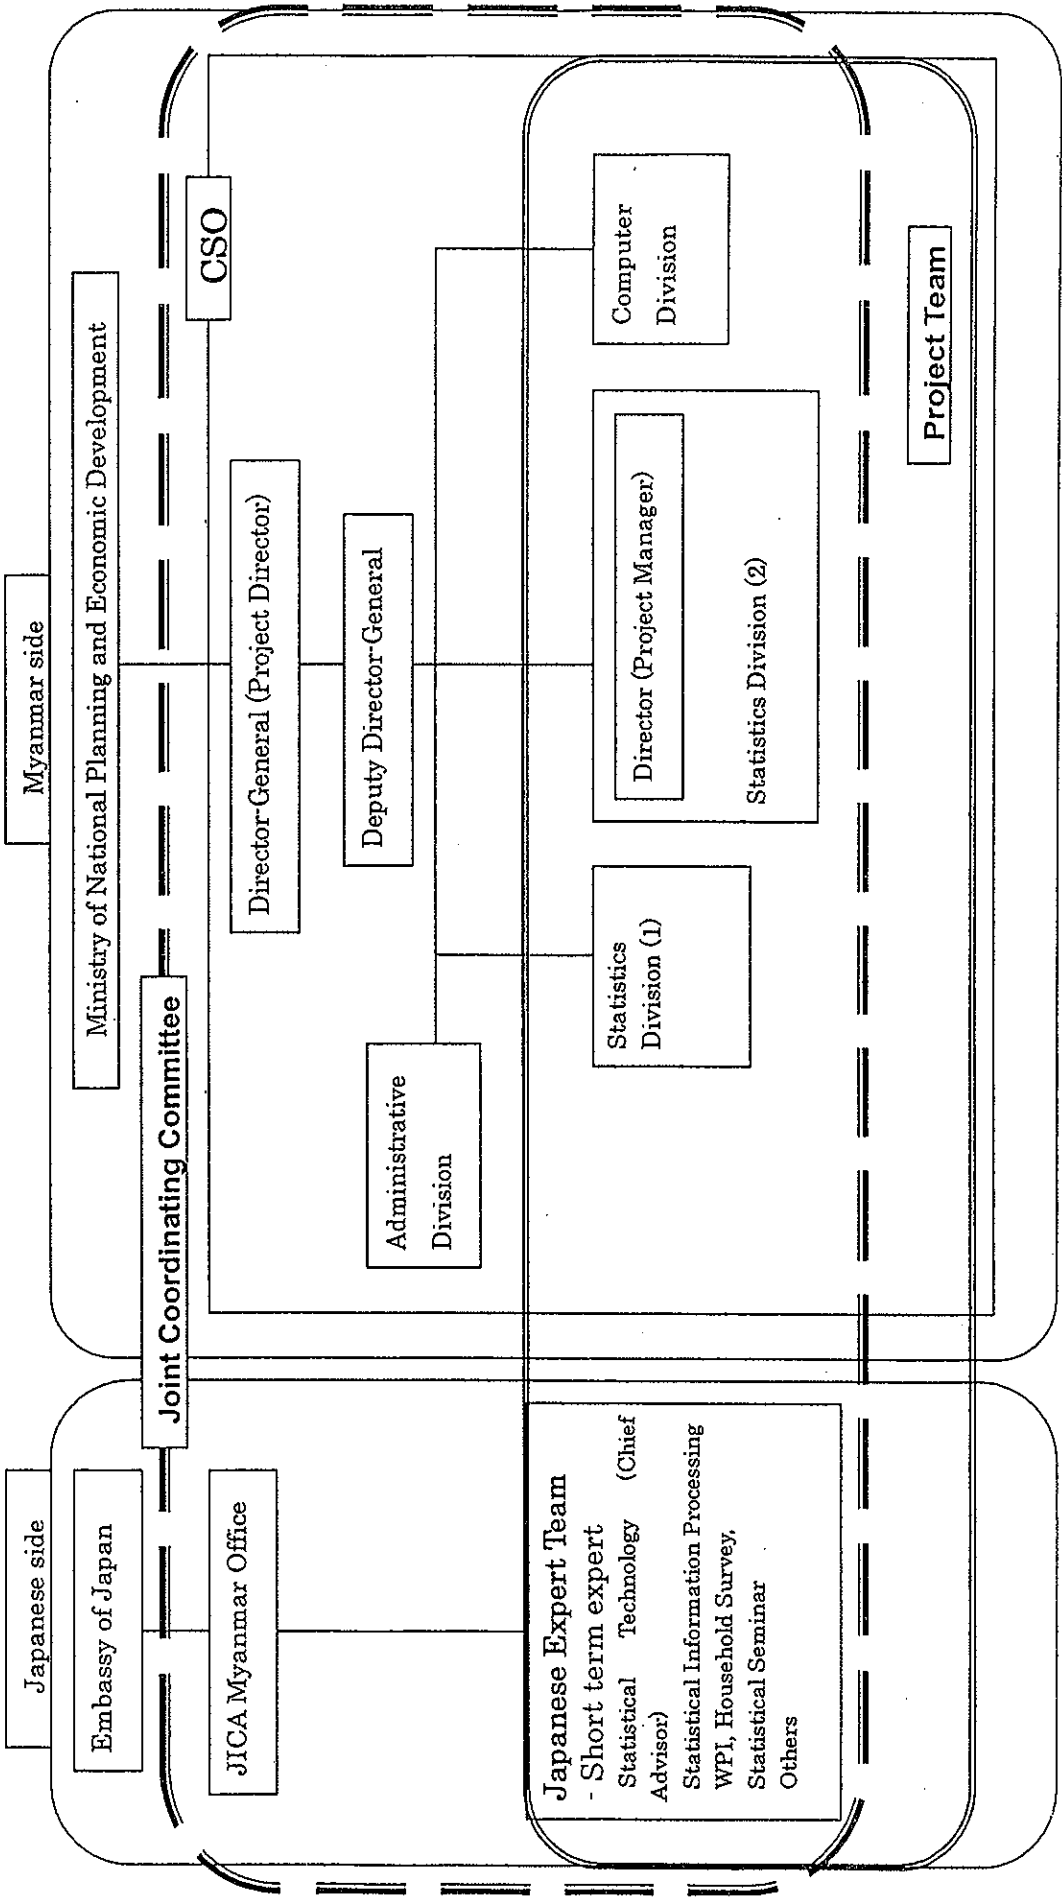 Japanese side
Embassy of Japan
JICA Myanmar Office
Japanese Expert Team
- Short term expert
Statistical Technology (Chief
Advisor)
Statistical Information Processing
WPI, Household Survey,
Statistical Seminar
Others
Joint Coordinating Committee
Myanmar side
Ministry of National Planning and Economic Development
CSO
Director-General (Project Director)
Deputy Director-General
Administrative
Division
Statistics
Division (1)
Director (Project Manager)
Statistics Division (2)
Computer
Division
Project Team